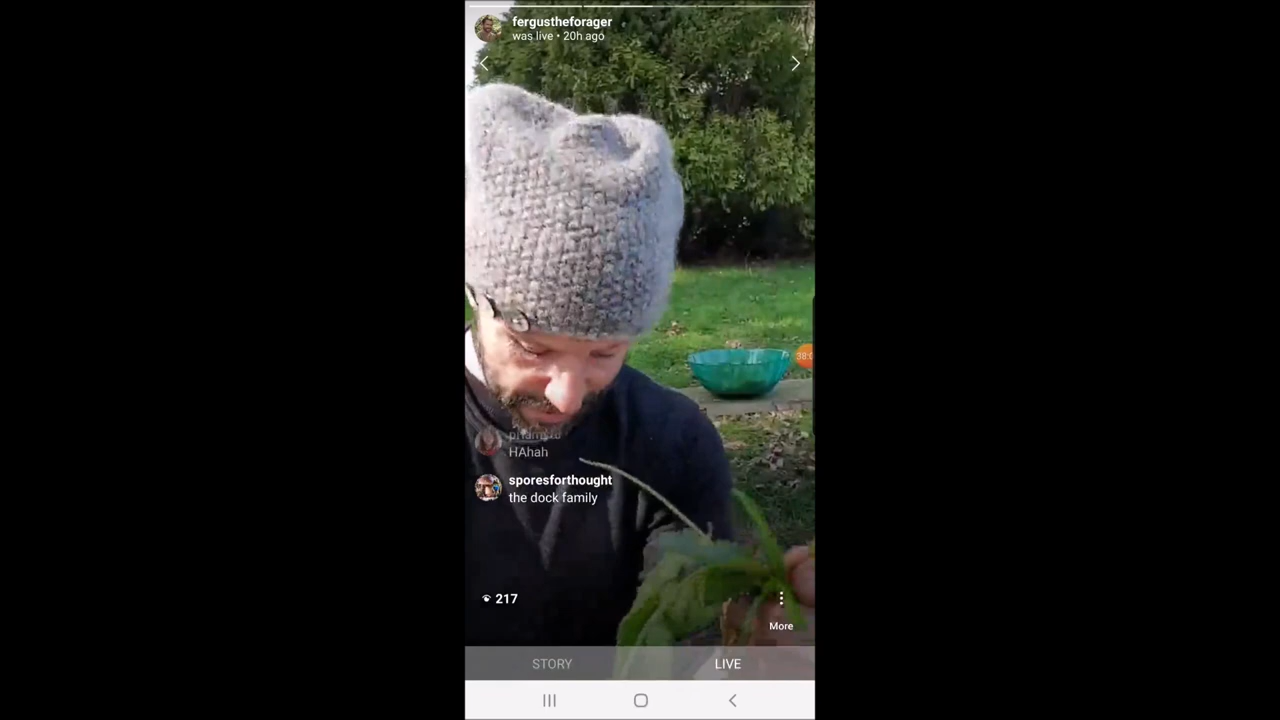 fergustheforager
was live • 20h ago
HAhah
sporesforthought
the dock family
217
More
STORY
LIVE